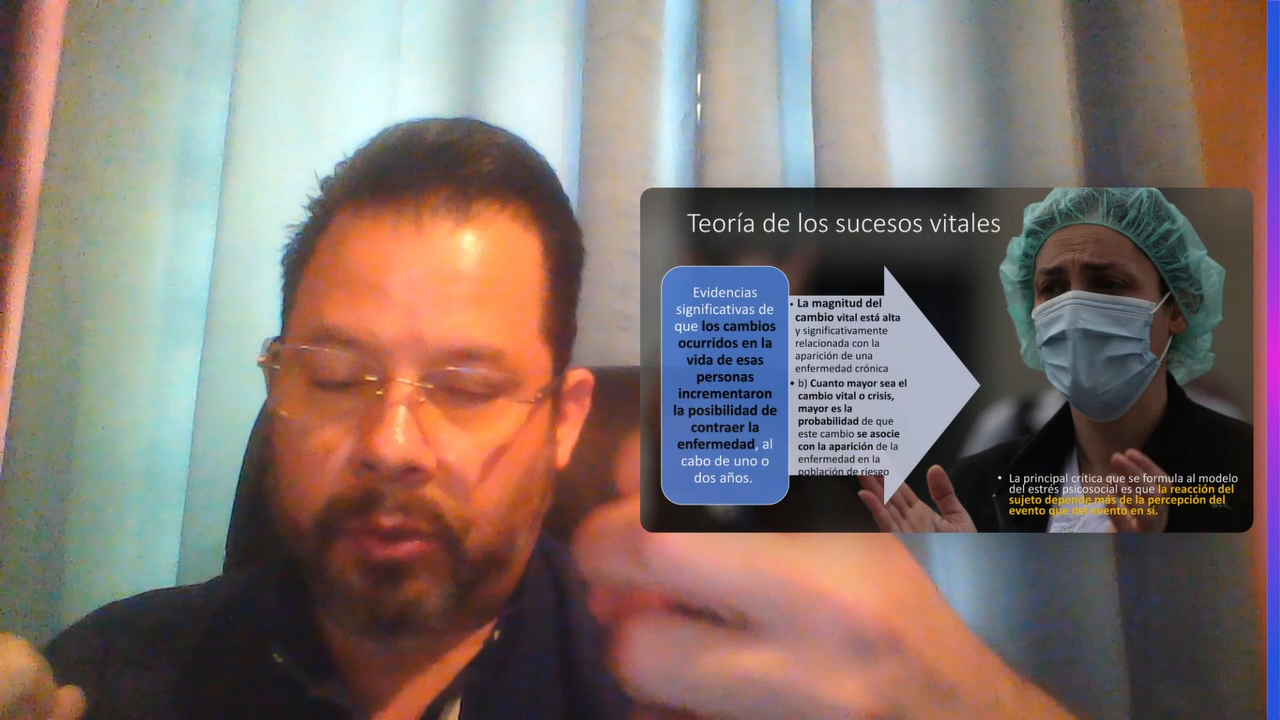 Teoría de los sucesos vitales
Evidencias
significativas de
que los cambios
ocurridos en la
vida de esas
personas
incrementaron
la posibilidad de
contraer la
enfermedad, al
cabo de uno o
dos años.
• La magnitud del
cambio vital está alta
y significativamente
relacionada con la
aparición de una
enfermedad crónica
• b) Cuanto mayor sea el
cambio vital o crisis,
mayor es la
probabilidad de que
este cambio se asocie
con la aparición de la
enfermedad en la
población de riesgo
• La principal crítica que se formula al modelo
del estrés psicosocial es que la reacción del
sujeto depende más de la percepción del
evento que del evento en sí.